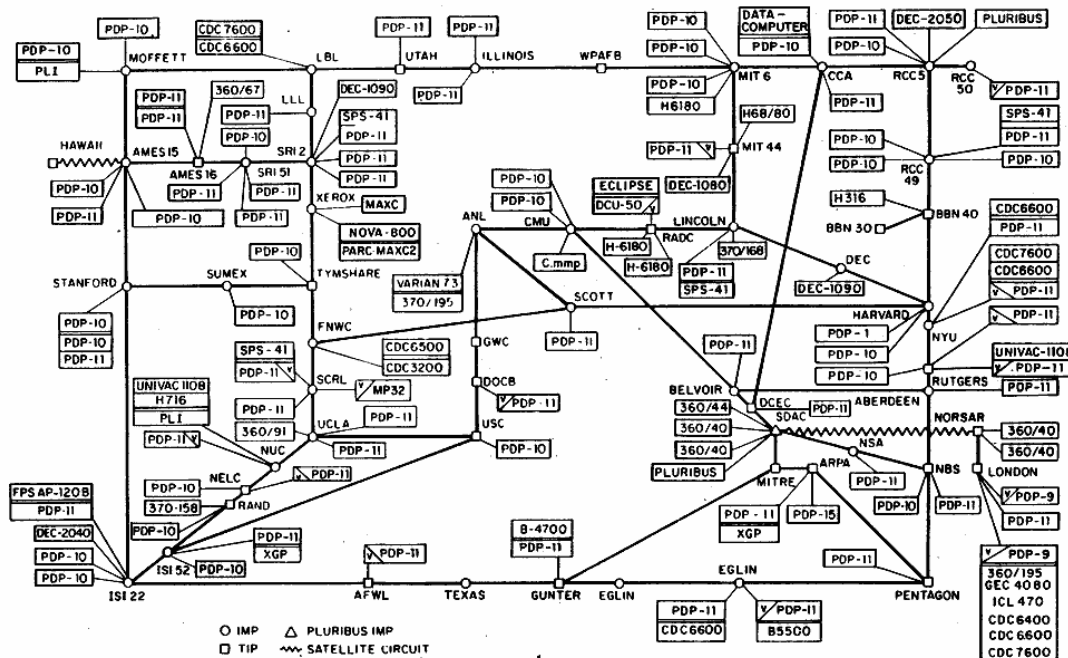 PDP-10
CDC7600
CDC6600
PDP-11
PDP-11
PDP-10
PDP-10
PDP-10
H6180
DATA-
COMPUTER
PDP-10
PDP-11
PDP-10
DEC-2050
PLURIBUS
PDP-10
PLI
MOFFETT
LBL
UTAH
ILLINOIS
WPAFB
MIT 6
CCA
RCC5
RCC
50
PDP-11
PDP-11
V PDP-11
PDP-11
PDP-11
360/67
LLL
PDP-11
PDP-10
DEC-1090
SPS-41
PDP-11
PDP-11
PDP-11
H68/80
PDP-11 V
MIT 44
DEC-1080
PDP-10
PDP-10
SPS-41
PDP-11
PDP-10
RCC
49
HAWAII
AMES15
AMES16
SRI 51
SRI 2
PDP-10
PDP-11
PDP-10
PDP-11
PDP-11
XEROX
MAXC
NOVA-800
PARC-MAXC2
PDP-10
PDP-10
ECLIPSE
DCU-50 V
H316
BBN 40
BBN 30
CDC6600
PDP-11
ANL
CMU
C.mmp
RADC
H-6180
H-6180
LINCOLN
370/168
PDP-11
SPS-41
DEC
DEC-1090
CDC7600
CDC6600
V PDP-11
V PDP-11
PDP-10
STANFORD
SUMEX
TYMSHARE
PDP-10
PDP-10
PDP-10
PDP-11
VARIAN 73
370/195
SCOTT
PDP-11
HARVARD
PDP-1
PDP-10
PDP-10
NYU
FNWC
CDC6500
CDC3200
GWC
SPS-41
PDP-11 V
SCRL
V MP32
DOCB
V PDP-11
PDP-11
BELVOIR
UNIVAC-1108
V PDP-11
RUTGERS
PDP-11
ABERDEEN
UNIVAC 1108
H716
PLI
PDP-11 V
PDP-11
360/91
UCLA
PDP-11
PDP-11
USC
PDP-10
360/44
360/40
360/40
PLURIBUS
DCEC
PDP-11
SDAC
NORSAR
360/40
360/40
NUC
NELC
V PDP-11
PDP-10
370-158
RAND
PDP-10
MITRE
ARPA
PDP-11
XGP
PDP-15
NSA
PDP-11
NBS
PDP-10
PDP-11
LONDON
V PDP-9
PDP-11
FPS AP-120B
PDP-11
DEC-2040
PDP-10
PDP-10
ISI 22
ISI 52
PDP-11
XGP
PDP-10
V PDP-11
AFWL
TEXAS
B-4700
PDP-11
GUNTER
EGLIN
EGLIN
PDP-11
CDC6600
V PDP-11
B5500
PDP-11
PENTAGON
V PDP-9
360/195
GEC 4080
ICL 470
CDC6400
CDC6600
CDC7600
IMP
PLURIBUS IMP
TIP
SATELLITE CIRCUIT